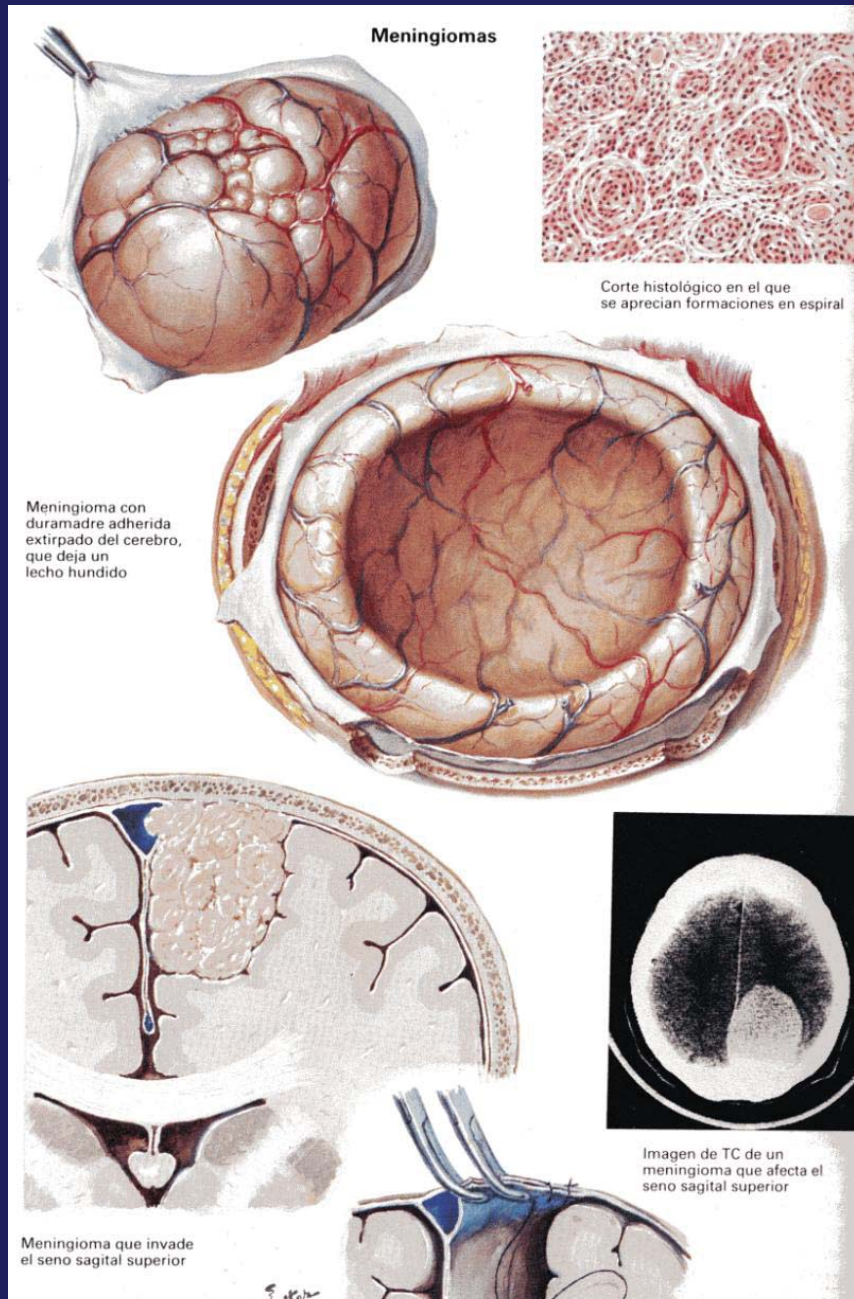 Meningiomas
Corte histológico en el que
se aprecian formaciones en espiral
Meningioma con
duramadre adherida
extirpado del cerebro,
que deja un
lecho hundido
Imagen de TC de un
meningioma que afecta el
seno sagital superior
Meningioma que invade
el seno sagital superior